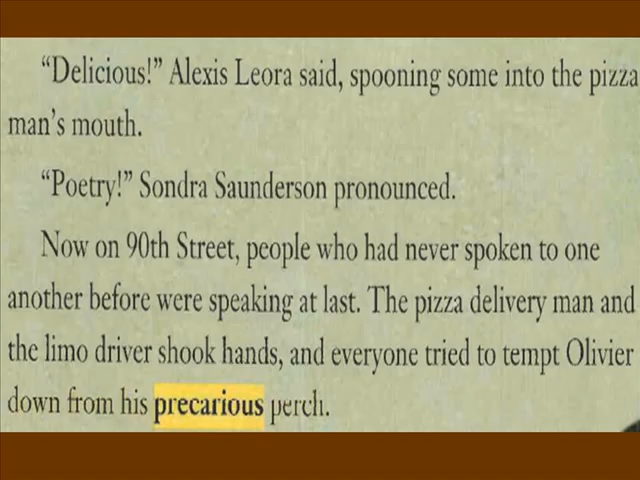 “Delicious!” Alexis Leora said, spooning some into the pizza
man’s mouth.
“Poetry!” Sondra Saunderson pronounced.
Now on 90th Street, people who had never spoken to one
another before were speaking at last. The pizza delivery man and
the limo driver shook hands, and everyone tried to tempt Olivier
down from his precarious perch.